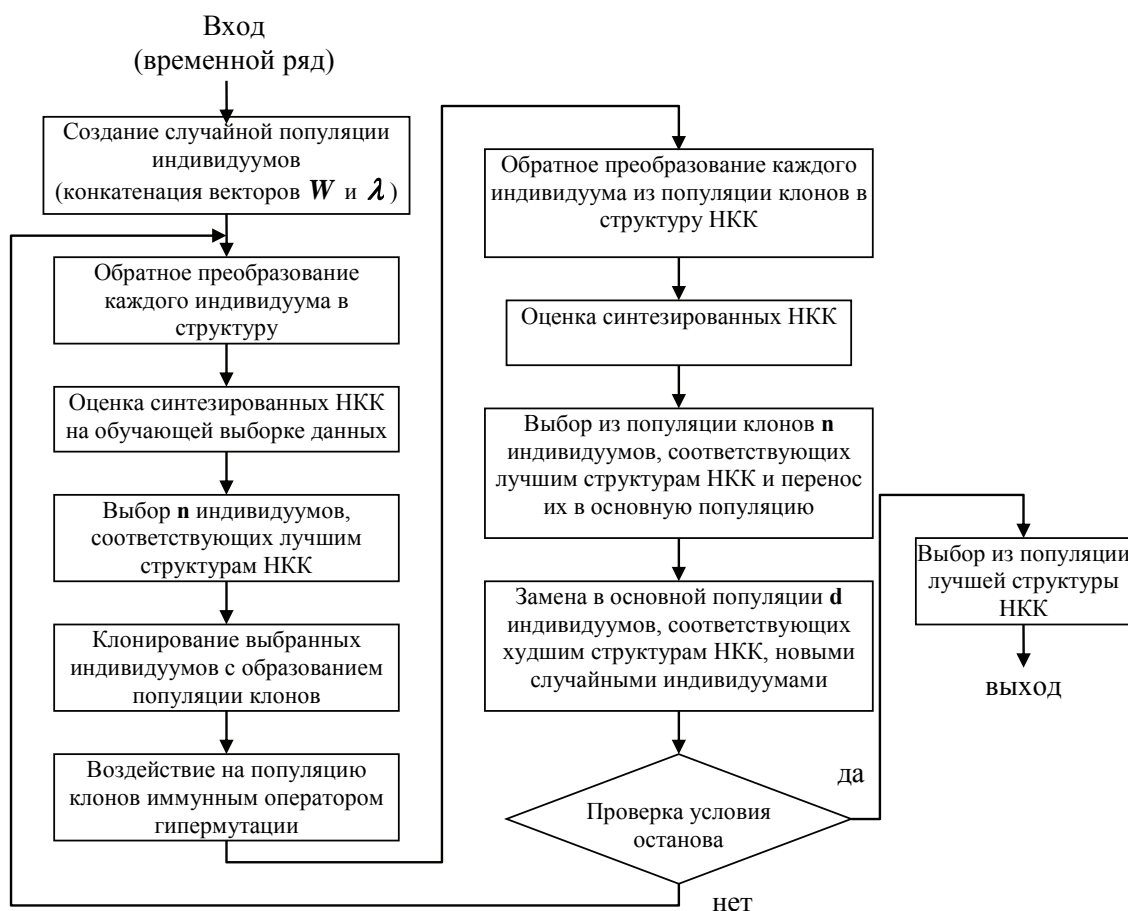 Вход
(временной ряд)
Создание случайной популяции
индивидуумов
(конкатенация векторов W и λ )
Обратное преобразование
каждого индивидуума в
структуру
Оценка синтезированных НКК
на обучающей выборке данных
Выбор n индивидуумов,
соответствующих лучшим
структурам НКК
Клонирование выбранных
индивидуумов с образованием
популяции клонов
Воздействие на популяцию
клонов иммунным оператором
гипермутации
Обратное преобразование каждого
индивидуума из популяции клонов в
структуру НКК
Оценка синтезированных НКК
Выбор из популяции клонов n
индивидуумов, соответствующих
лучшим структурам НКК и перенос
их в основную популяцию
Замена в основной популяции d
индивидуумов, соответствующих
худшим структурам НКК, новыми
случайными индивидуумами
Проверка условия
останова
да
нет
Выбор из популяции
лучшей структуры
НКК
выход